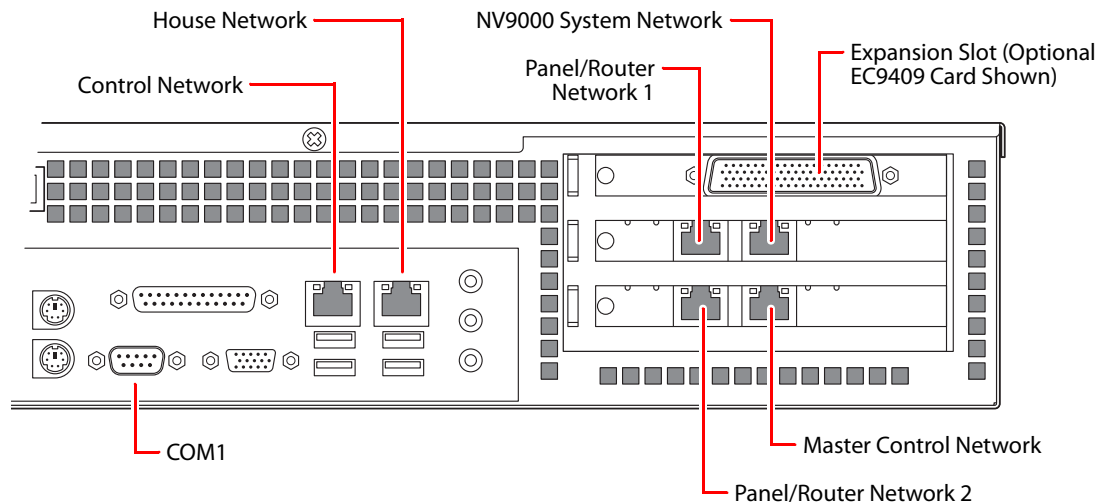 House Network
NV9000 System Network
Control Network
Panel/Router
Network 1
Expansion Slot (Optional
EC9409 Card Shown)
COM1
Master Control Network
Panel/Router Network 2